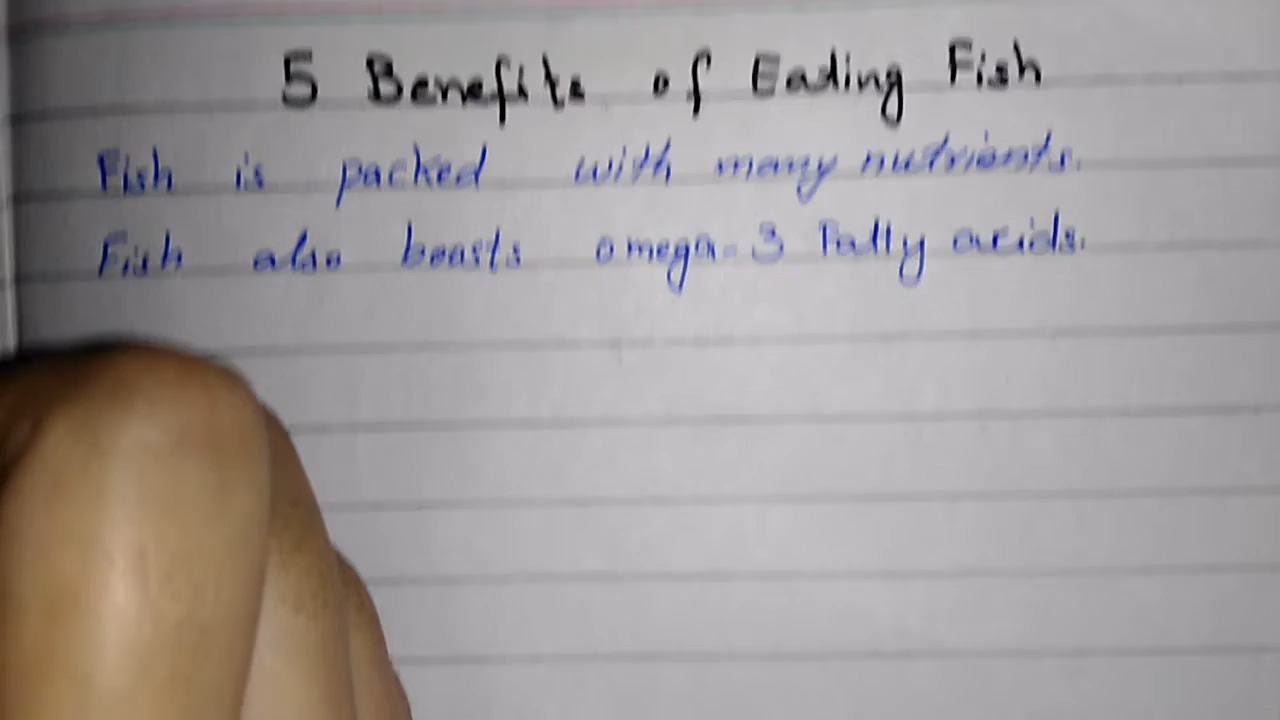 5 Benefits of Eating Fish
Fish is packed with many nutrients.
Fish also boasts omega-3 Fatty acids.